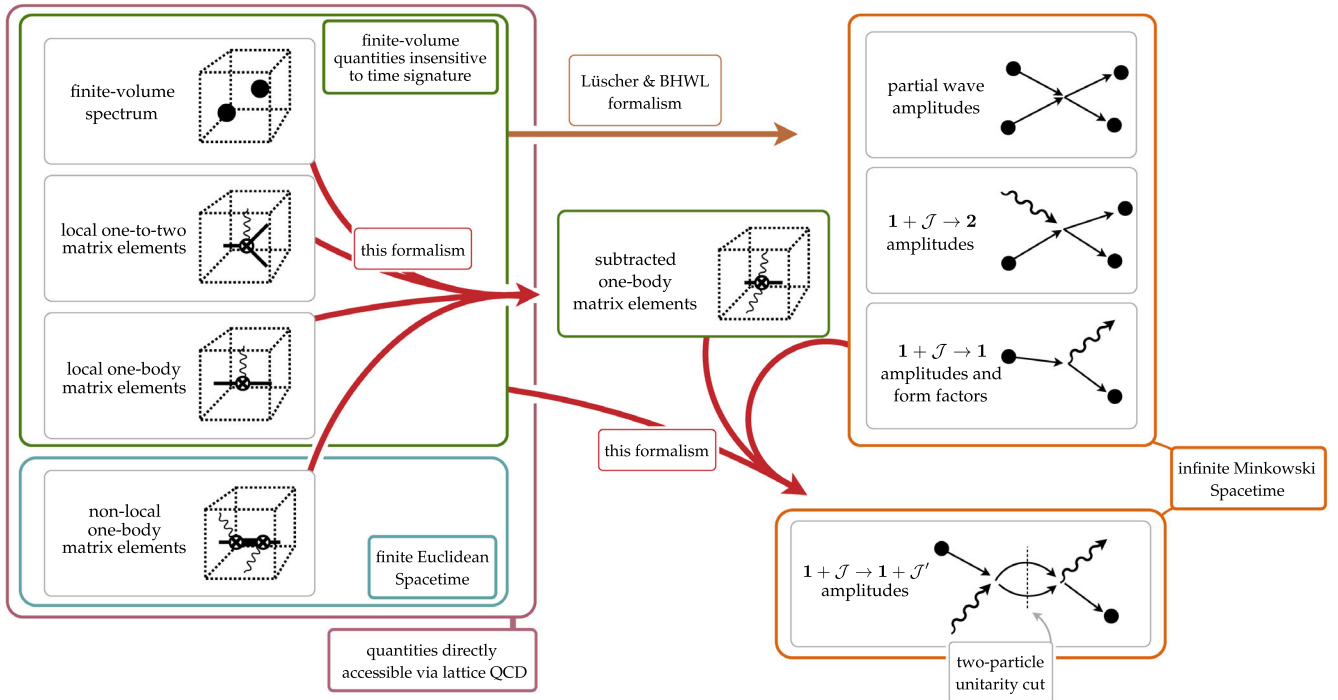 finite-volume
quantities insensitive
to time signature
finite-volume
spectrum
local one-to-two
matrix elements
this formalism
local one-body
matrix elements
non-local
one-body
matrix elements
finite Euclidean
Spacetime
quantities directly
accessible via lattice QCD
Lüscher & BHWL
formalism
subtracted
one-body
matrix elements
this formalism
partial wave
amplitudes
1 + 𝒥 → 2
amplitudes
1 + 𝒥 → 1
amplitudes and
form factors
infinite Minkowski
Spacetime
1 + 𝒥 → 1 + 𝒥′
amplitudes
two-particle
unitarity cut